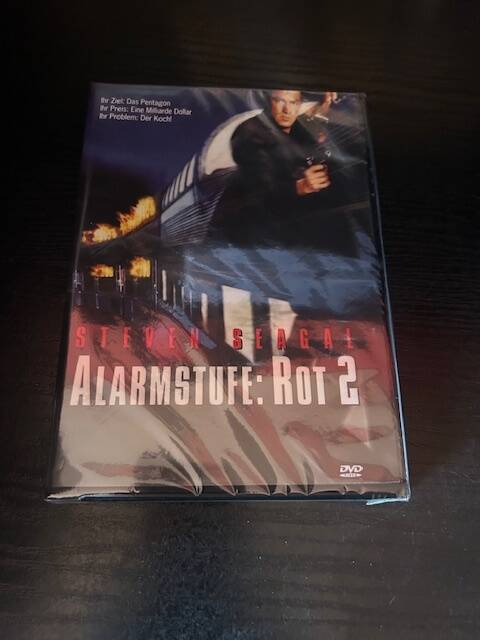 Ihr Ziel: Das Pentagon
Ihr Preis: Eine Milliarde Dollar
Ihr Problem: Der Koch!
STEVEN SEAGAL
ALARMSTUFE: ROT 2
DVD